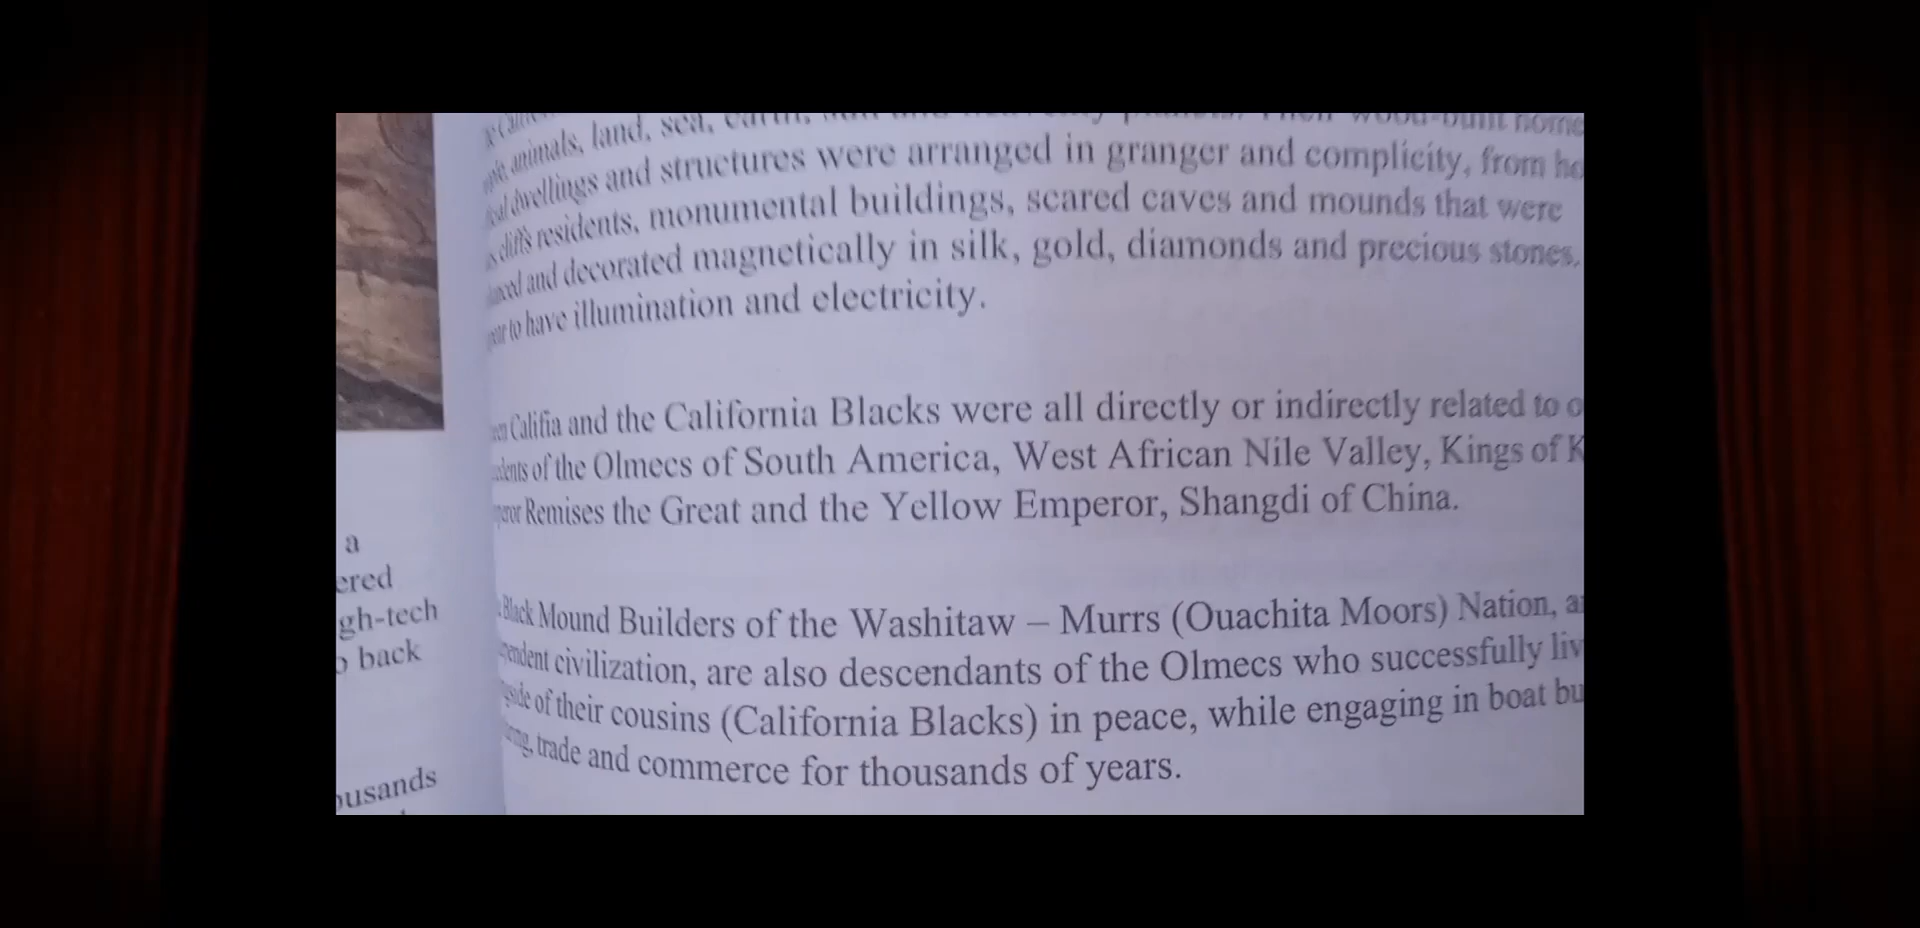 a
ered
gh-tech
o back
ousands
animals, land, sea, earth,
dwellings and structures were arranged in granger and complicity, from
cliffs residents, monumental buildings, scared caves and mounds that were
and decorated magnetically in silk, gold, diamonds and precious stones,
to have illumination and electricity.
Califia and the California Blacks were all directly or indirectly related to
of the Olmecs of South America, West African Nile Valley, Kings of K
Remises the Great and the Yellow Emperor, Shangdi of China.
Black Mound Builders of the Washitaw – Murrs (Ouachita Moors) Nation,
civilization, are also descendants of the Olmecs who successfully liv
of their cousins (California Blacks) in peace, while engaging in boat bu
trade and commerce for thousands of years.